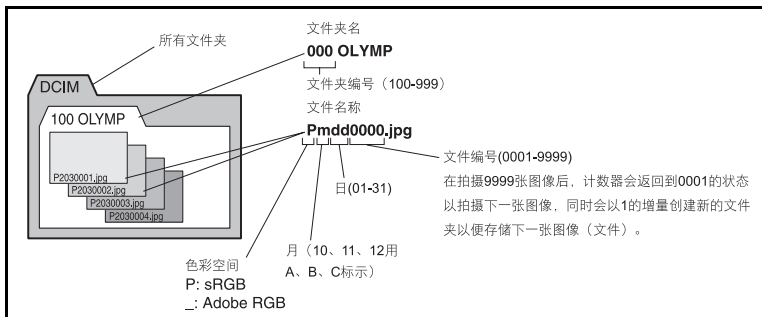 所有文件夹
文件夹名
000 OLYMP
文件夹编号（100-999）
DCIM
100 OLYMP
P2030001.jpg
P2030002.jpg
P2030003.jpg
P2030004.jpg
文件名称
Pmdd0000.jpg
文件编号(0001-9999)
在拍摄9999张图像后，计数器会返回到0001的状态
以拍摄下一张图像，同时会以1的增量创建新的文件
夹以便存储下一张图像（文件）。
日(01-31)
月（10、11、12用
A、B、C标示）
色彩空间
P: sRGB
_: Adobe RGB